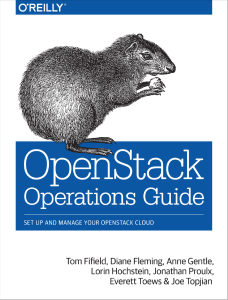 O'REILLY®
OpenStack
Operations Guide
SET UP AND MANAGE YOUR OPENSTACK CLOUD
Tom Fifield, Diane Fleming, Anne Gentle,
Lorin Hochstein, Jonathan Proulx,
Everett Toews & Joe Topjian